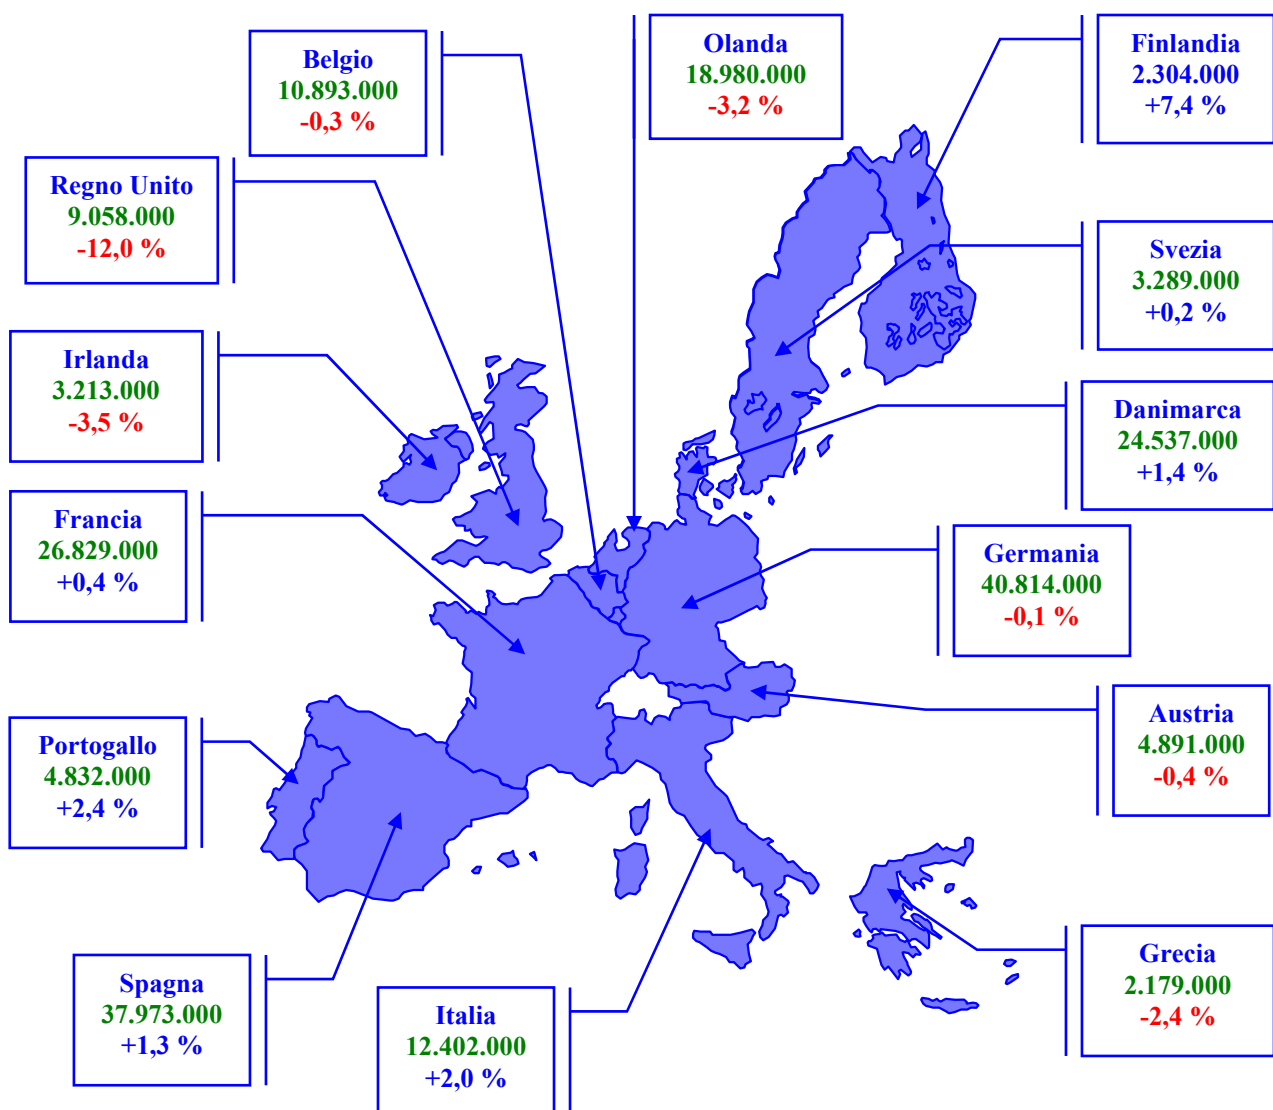 Belgio
10.893.000
-0,3 %
Olanda
18.980.000
-3,2 %
Finlandia
2.304.000
+7,4 %
Regno Unito
9.058.000
-12,0 %
Svezia
3.289.000
+0,2 %
Irlanda
3.213.000
-3,5 %
Danimarca
24.537.000
+1,4 %
Francia
26.829.000
+0,4 %
Germania
40.814.000
-0,1 %
Portogallo
4.832.000
+2,4 %
Austria
4.891.000
-0,4 %
Spagna
37.973.000
+1,3 %
Italia
12.402.000
+2,0 %
Grecia
2.179.000
-2,4 %